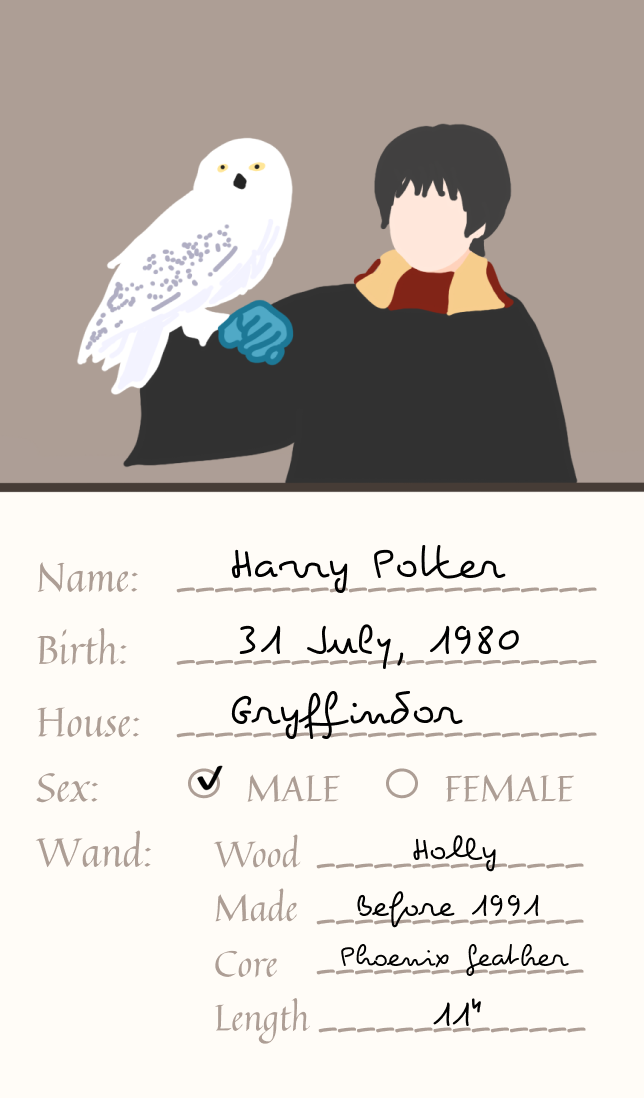 Name: Harry Potter
Birth: 31 July, 1980
House: Gryffindor
Sex: MALE FEMALE
Wand: Wood Holly
Made Before 1991
Core Phoenix feather
Length 11"